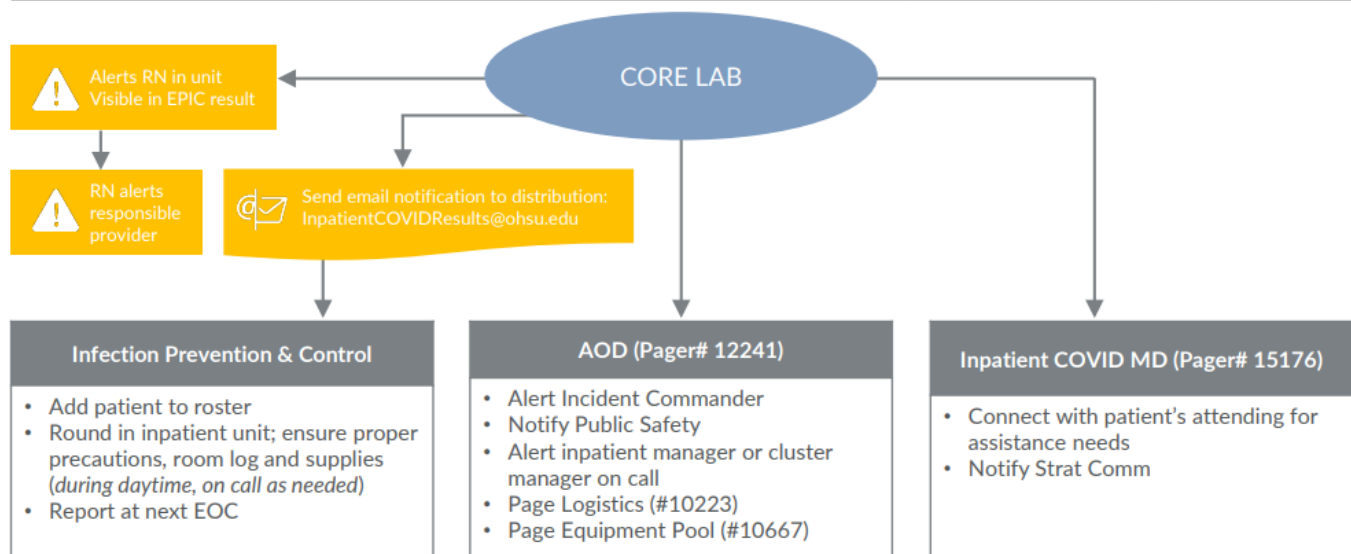 CORE LAB
Alerts RN in unit
Visible in EPIC result
RN alerts
responsible
provider
Send email notification to distribution:
InpatientCOVIDResults@ohsu.edu
Infection Prevention & Control
• Add patient to roster
• Round in inpatient unit; ensure proper
precautions, room log and supplies
(during daytime, on call as needed)
• Report at next EOC
AOD (Pager# 12241)
• Alert Incident Commander
• Notify Public Safety
• Alert inpatient manager or cluster
manager on call
• Page Logistics (#10223)
• Page Equipment Pool (#10667)
Inpatient COVID MD (Pager# 15176)
• Connect with patient's attending for
assistance needs
• Notify Strat Comm